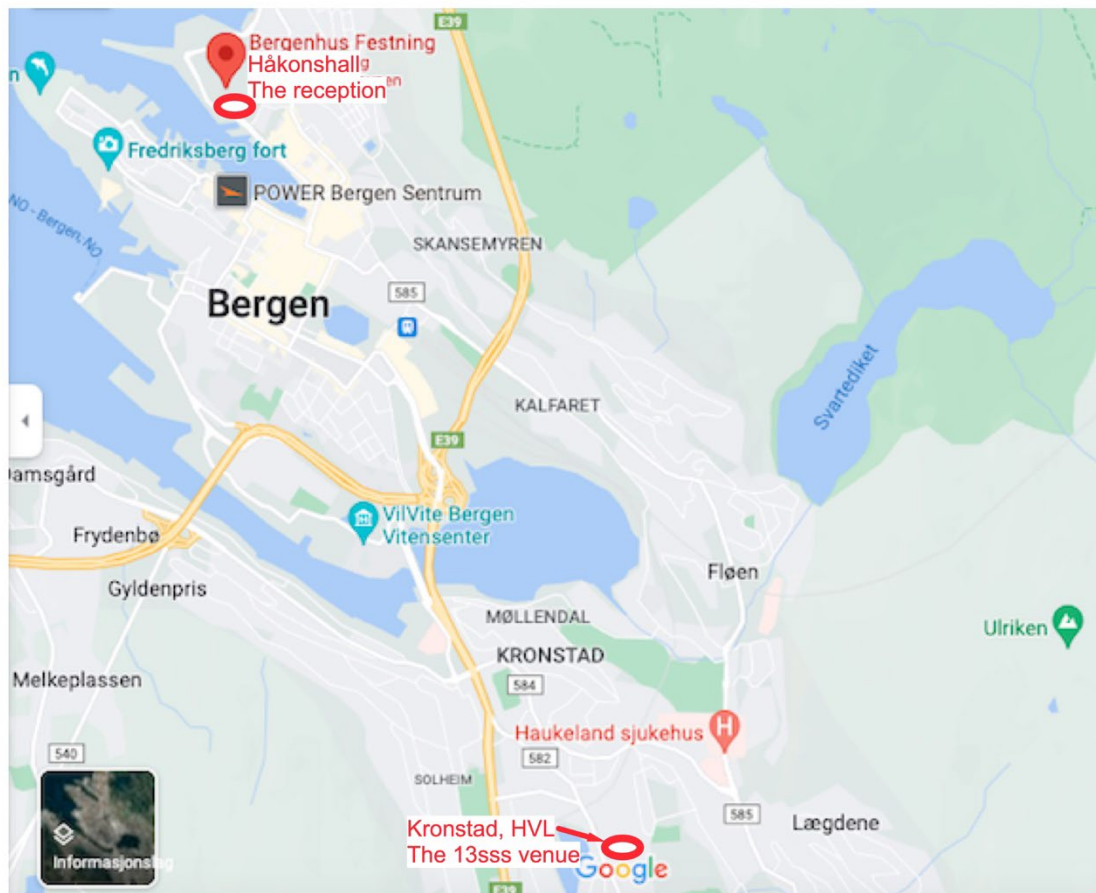 E39
Bergenhus Festning
Håkonshall
The reception
n
Fredriksberg fort
POWER Bergen Sentrum
NO - Bergen, NO
SKANSEMYREN
585
Bergen
Svartediket
KALFARET
E39
Damsgård
VilVite Bergen
Vitensenter
Frydenbø
Fløen
Gyldenpris
MØLLENDAL
Ulriken
KRONSTAD
Melkeplassen
584
Haukeland sjukehus
H
540
582
SOLHEIM
585
Lægdene
Kronstad, HVL
The 13sss venue
Informasjonslag
Google
E39